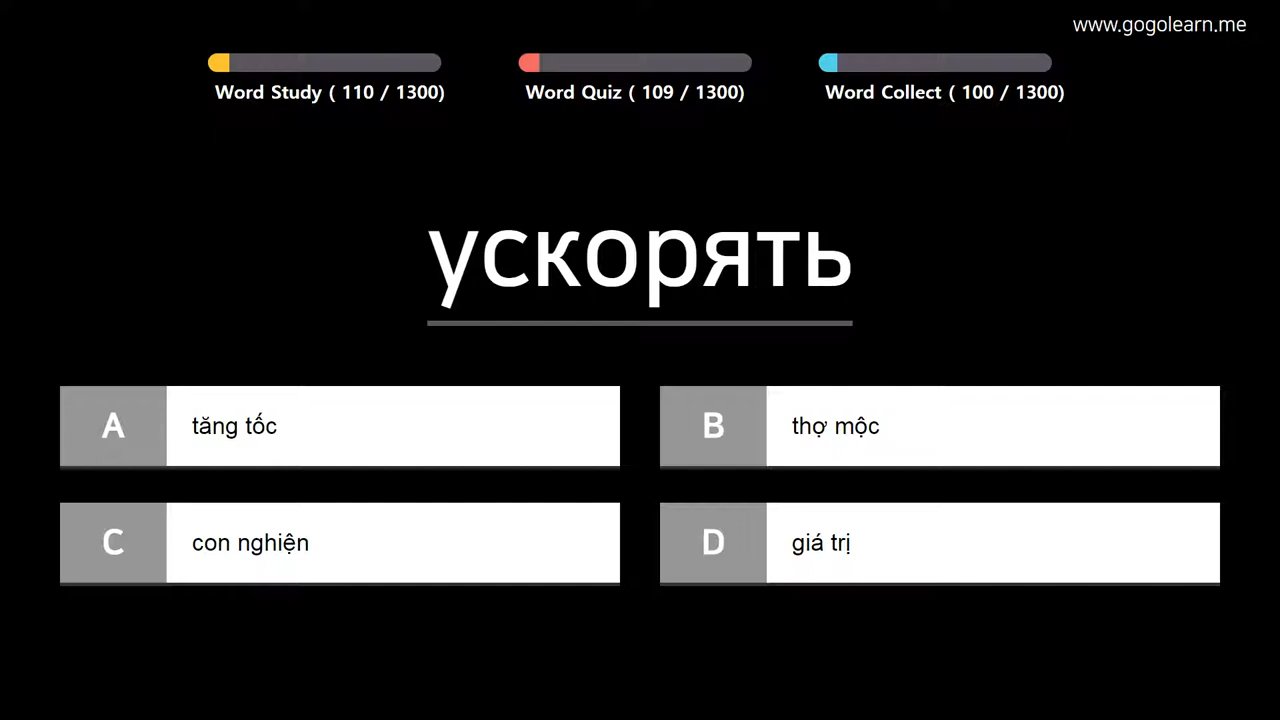 www.gogolearn.me
Word Study ( 110 / 1300)
Word Quiz ( 109 / 1300)
Word Collect ( 100 / 1300)
ускорять
A tăng tốc
B thợ mộc
C con nghiện
D giá trị